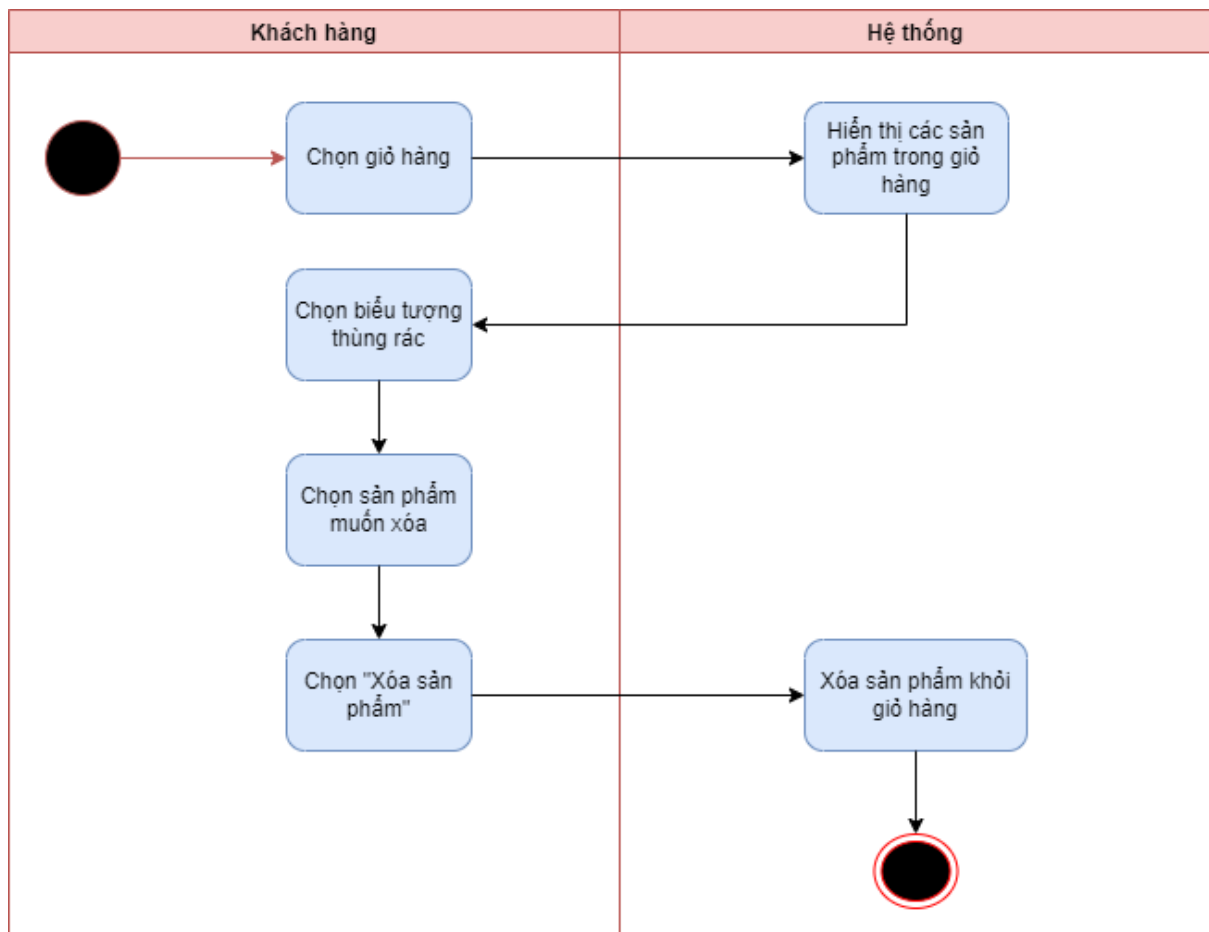 Khách hàng
Hệ thống
Chọn giỏ hàng
Hiển thị các sản
phẩm trong giỏ
hàng
Chọn biểu tượng
thùng rác
Chọn sản phẩm
muốn xóa
Chọn "Xóa sản
phẩm"
Xóa sản phẩm khỏi
giỏ hàng